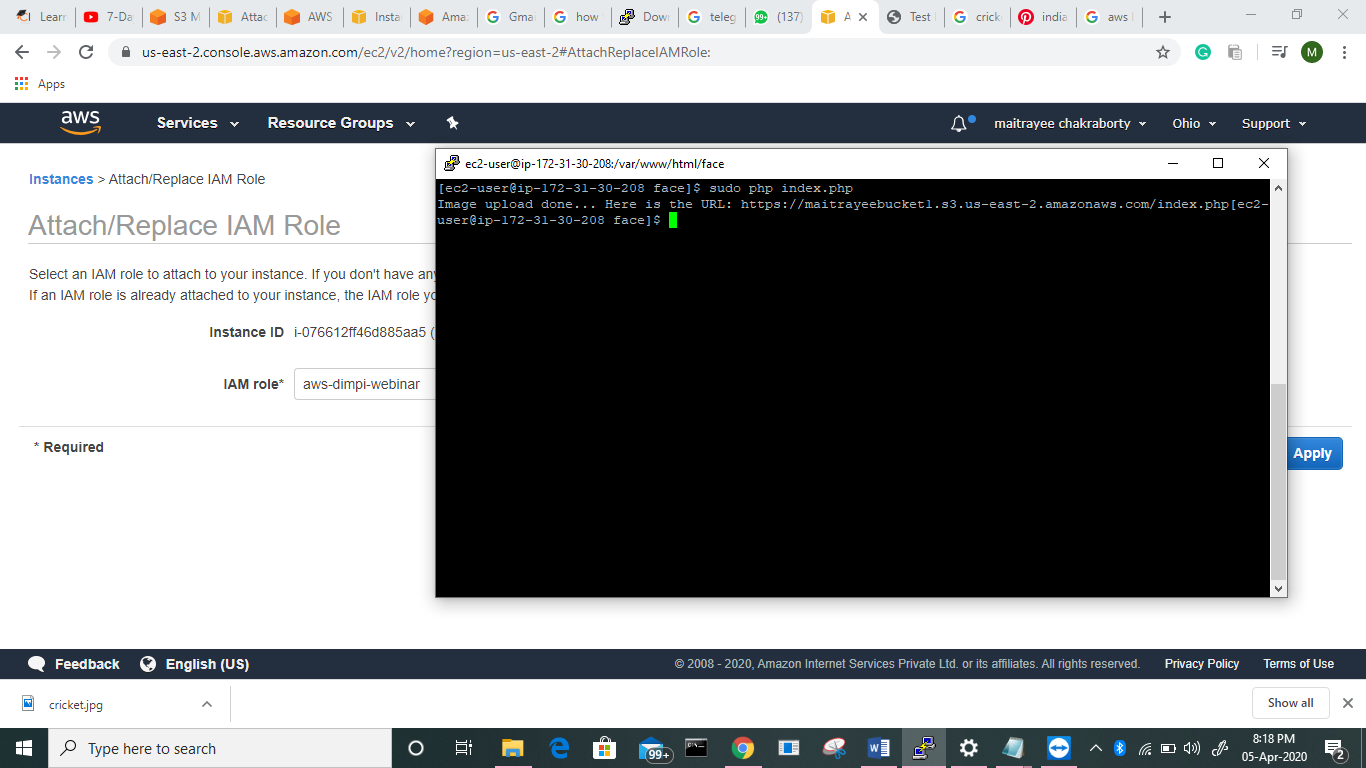 Learn
7-Da
S3 M
Attac
AWS
Insta
Amaz
Gma
how
Dow
teleg
99+
(137)
A
Test
crick
india
aws
us-east-2.console.aws.amazon.com/ec2/v2/home?region=us-east-2#AttachReplaceIAMRole:
M
Apps
aws
Services
Resource Groups
maitrayee chakraborty
Ohio
Support
Instances > Attach/Replace IAM Role
ec2-user@ip-172-31-30-208:/var/www/html/face
[ec2-user@ip-172-31-30-208 face]$ sudo php index.php
Image upload done... Here is the URL: https://maitrayeebucket1.s3.us-east-2.amazonaws.com/index.php[ec2-
user@ip-172-31-30-208 face]$
Attach/Replace IAM Role
Select an IAM role to attach to your instance. If you don't have any
If an IAM role is already attached to your instance, the IAM role yo
Instance ID i-076612ff46d885aa5 (
IAM role* aws-dimpi-webinar
* Required
Apply
Feedback
English (US)
© 2008 - 2020, Amazon Internet Services Private Ltd. or its affiliates. All rights reserved.
Privacy Policy
Terms of Use
cricket.jpg
Show all
Type here to search
99+
8:18 PM
05-Apr-2020
2